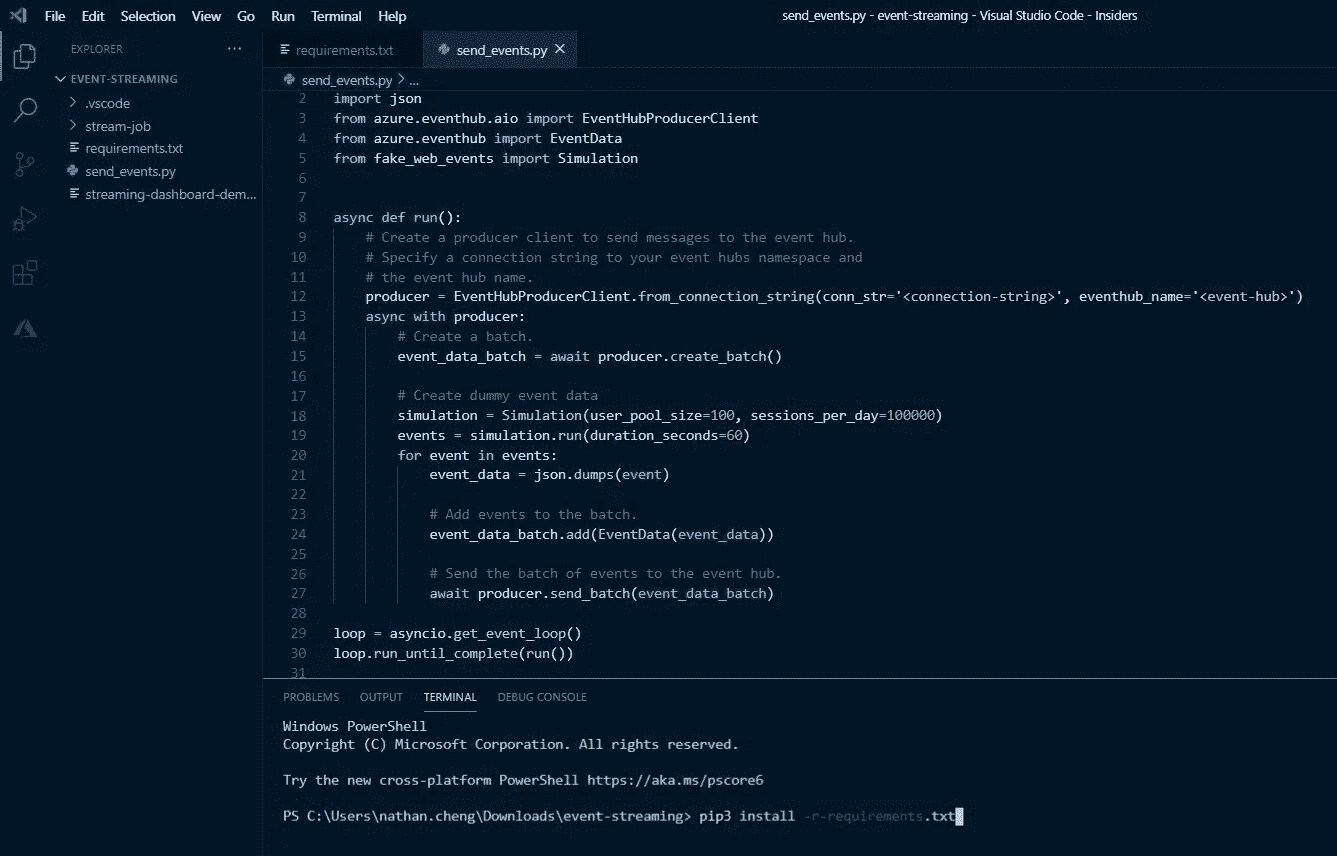 File Edit Selection View Go Run Terminal Help
send_events.py - event-streaming - Visual Studio Code - Insiders
EXPLORER ...
EVENT-STREAMING
.vscode
stream-job
requirements.txt
send_events.py
streaming-dashboard-dem...
requirements.txt send_events.py
send_events.py > ...
2 import json
3 from azure.eventhub.aio import EventHubProducerClient
4 from azure.eventhub import EventData
5 from fake_web_events import Simulation
6
7
8 async def run():
9     # Create a producer client to send messages to the event hub.
10     # Specify a connection string to your event hubs namespace and
11     # the event hub name.
12     producer = EventHubProducerClient.from_connection_string(conn_str='<connection-string>', eventhub_name='<event-hub>')
13     async with producer:
14         # Create a batch.
15         event_data_batch = await producer.create_batch()
16
17         # Create dummy event data
18         simulation = Simulation(user_pool_size=100, sessions_per_day=100000)
19         events = simulation.run(duration_seconds=60)
20         for event in events:
21             event_data = json.dumps(event)
22
23             # Add events to the batch.
24             event_data_batch.add(EventData(event_data))
25
26             # Send the batch of events to the event hub.
27             await producer.send_batch(event_data_batch)
28
29 loop = asyncio.get_event_loop()
30 loop.run_until_complete(run())
31
PROBLEMS OUTPUT TERMINAL DEBUG CONSOLE
Windows PowerShell
Copyright (C) Microsoft Corporation. All rights reserved.
Try the new cross-platform PowerShell https://aka.ms/pscore6
PS C:\Users\nathan.cheng\Downloads\event-streaming> pip3 install -r-requirements.txt